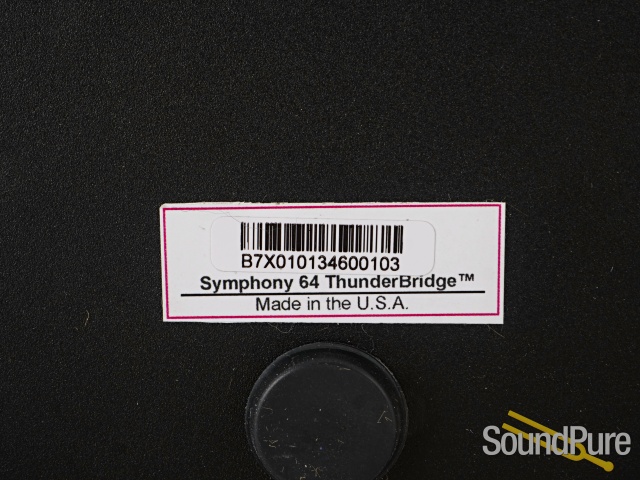 B7X010134600103
Symphony 64 ThunderBridge™
Made in the U.S.A.
SoundPure